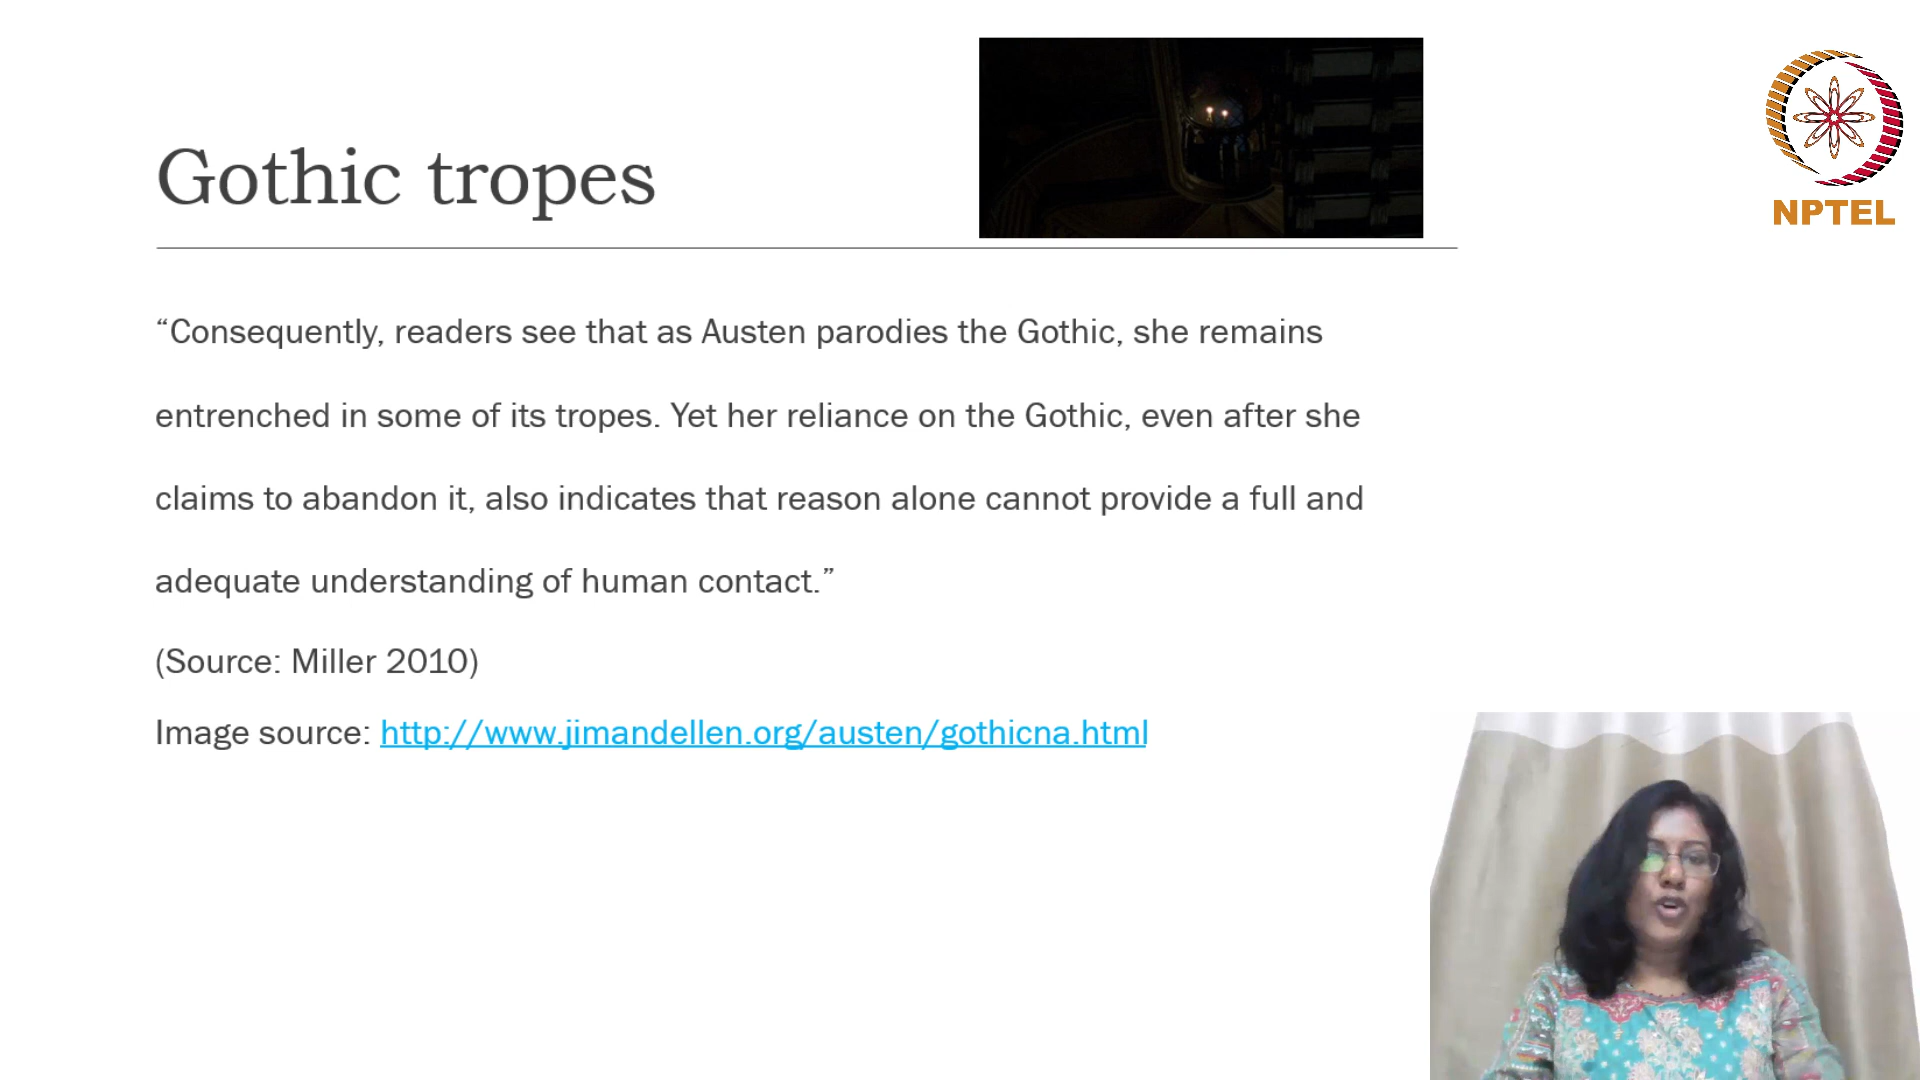 Gothic tropes
NPTEL
“Consequently, readers see that as Austen parodies the Gothic, she remains
entrenched in some of its tropes. Yet her reliance on the Gothic, even after she
claims to abandon it, also indicates that reason alone cannot provide a full and
adequate understanding of human contact.”
(Source: Miller 2010)
Image source: http://www.jimandellen.org/austen/gothicna.html